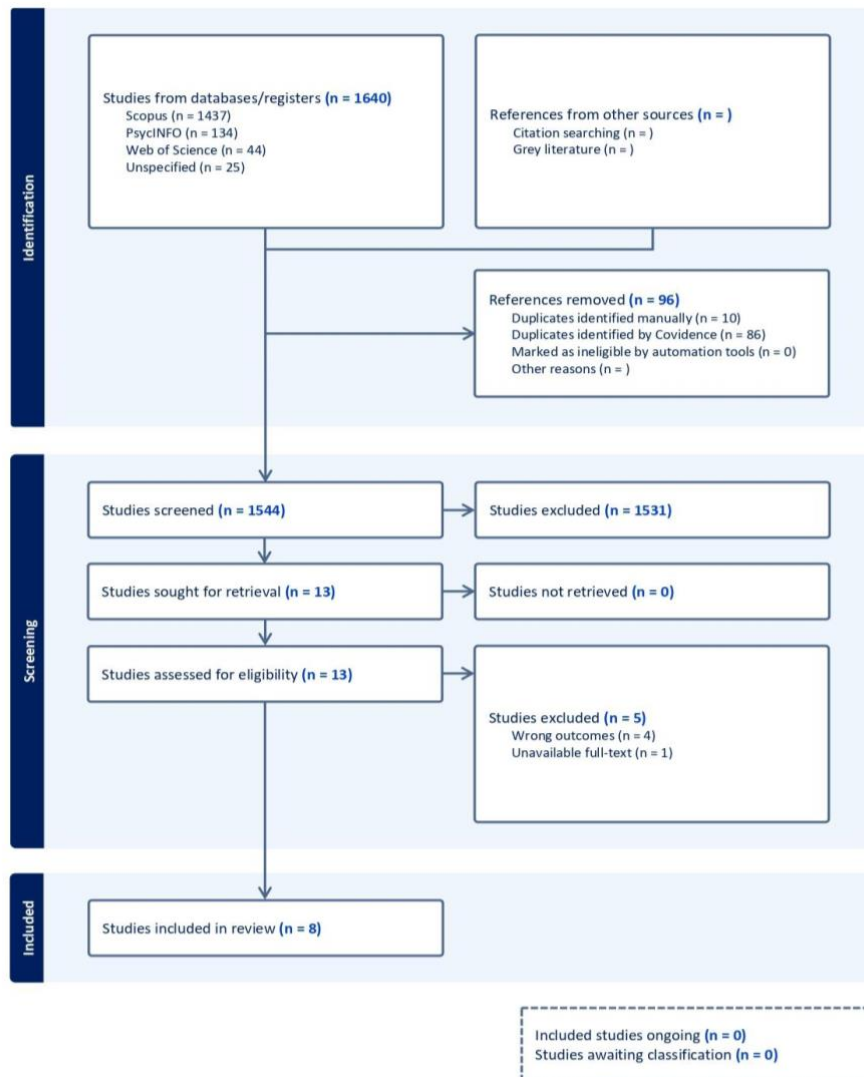 Identification
Studies from databases/registers (n = 1640)
Scopus (n = 1437)
PsycINFO (n = 134)
Web of Science (n = 44)
Unspecified (n = 25)
References from other sources (n = )
Citation searching (n = )
Grey literature (n = )
References removed (n = 96)
Duplicates identified manually (n = 10)
Duplicates identified by Covidence (n = 86)
Marked as ineligible by automation tools (n = 0)
Other reasons (n = )
Screening
Studies screened (n = 1544)
Studies excluded (n = 1531)
Studies sought for retrieval (n = 13)
Studies not retrieved (n = 0)
Studies assessed for eligibility (n = 13)
Studies excluded (n = 5)
Wrong outcomes (n = 4)
Unavailable full-text (n = 1)
Included
Studies included in review (n = 8)
Included studies ongoing (n = 0)
Studies awaiting classification (n = 0)